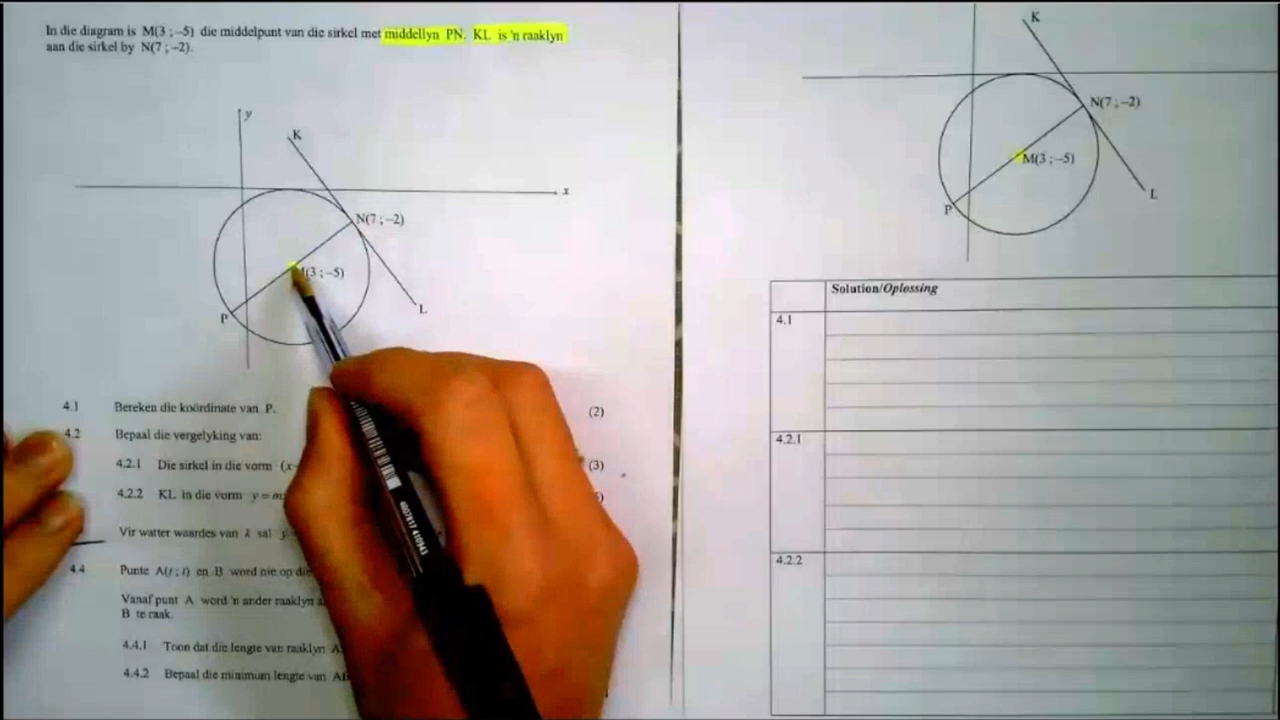 In die diagram is M(3 ; –5) die middelpunt van die sirkel met middellyn PN. KL is 'n raaklyn
aan die sirkel by N(7 ; –2).
y
K
x
N(7 ; –2)
(3 ; –5)
P
L
4.1 Bereken die koördinate van P. (2)
4.2 Bepaal die vergelyking van:
4.2.1 Die sirkel in die vorm (x (3)
4.2.2 KL in die vorm y = m
Vir watter waardes van k sal y
4.4 Punte A(t ; t) en B word nie op die
Vanaf punt A word 'n ander raaklyn
B te raak.
4.4.1 Toon dat die lengte van raaklyn A
4.4.2 Bepaal die minimum lengte van AB
K
N(7 ; –2)
M(3 ; –5)
P
L
Solution/Oplossing
4.1
4.2.1
4.2.2
4007817 410943